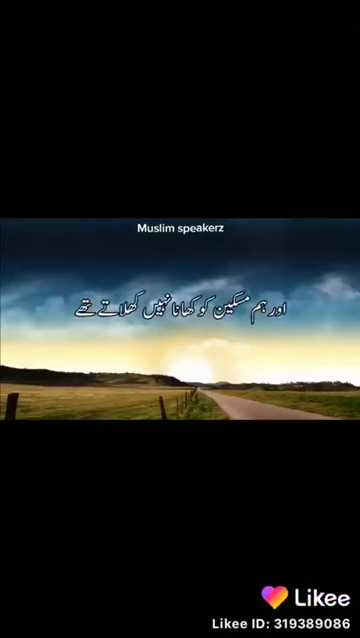 Muslim speakerz
اور ہم مسکین کو کھانا نہیں کھلاتے تھے
Likee
Likee ID: 319389086